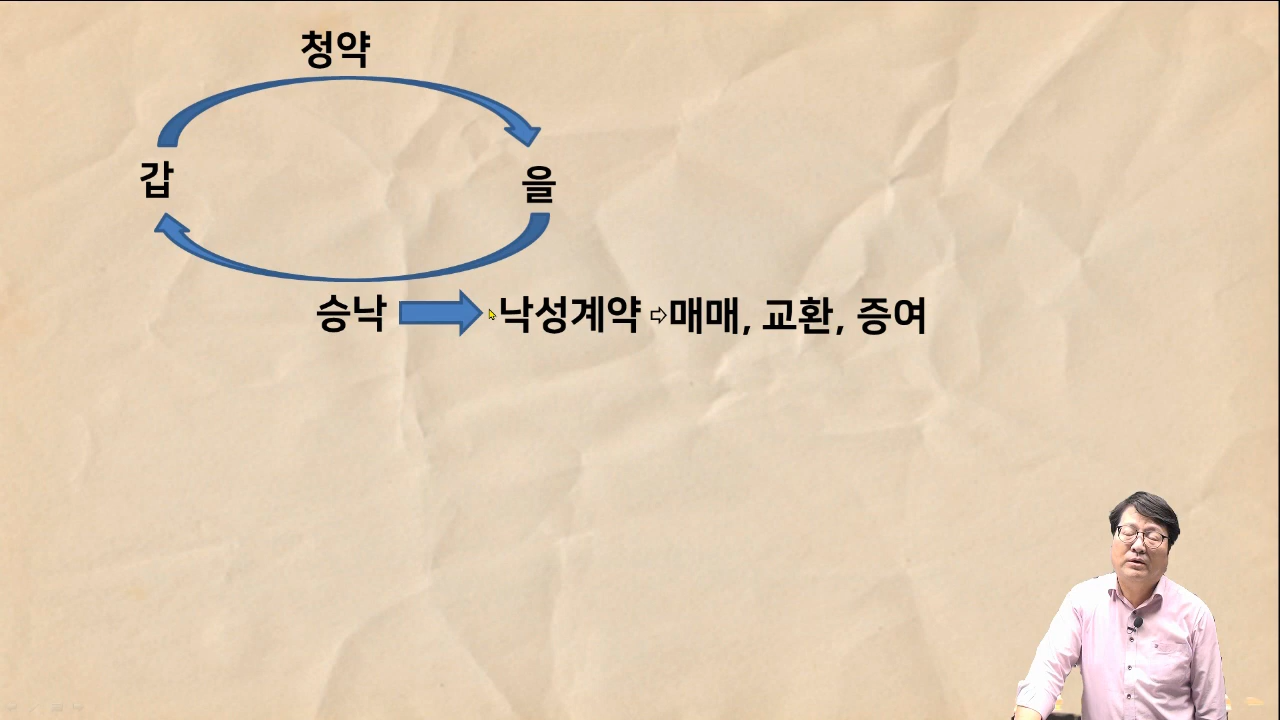 청약
갑 을
승낙 ➡ 낙성계약 ⇨매매, 교환, 증여